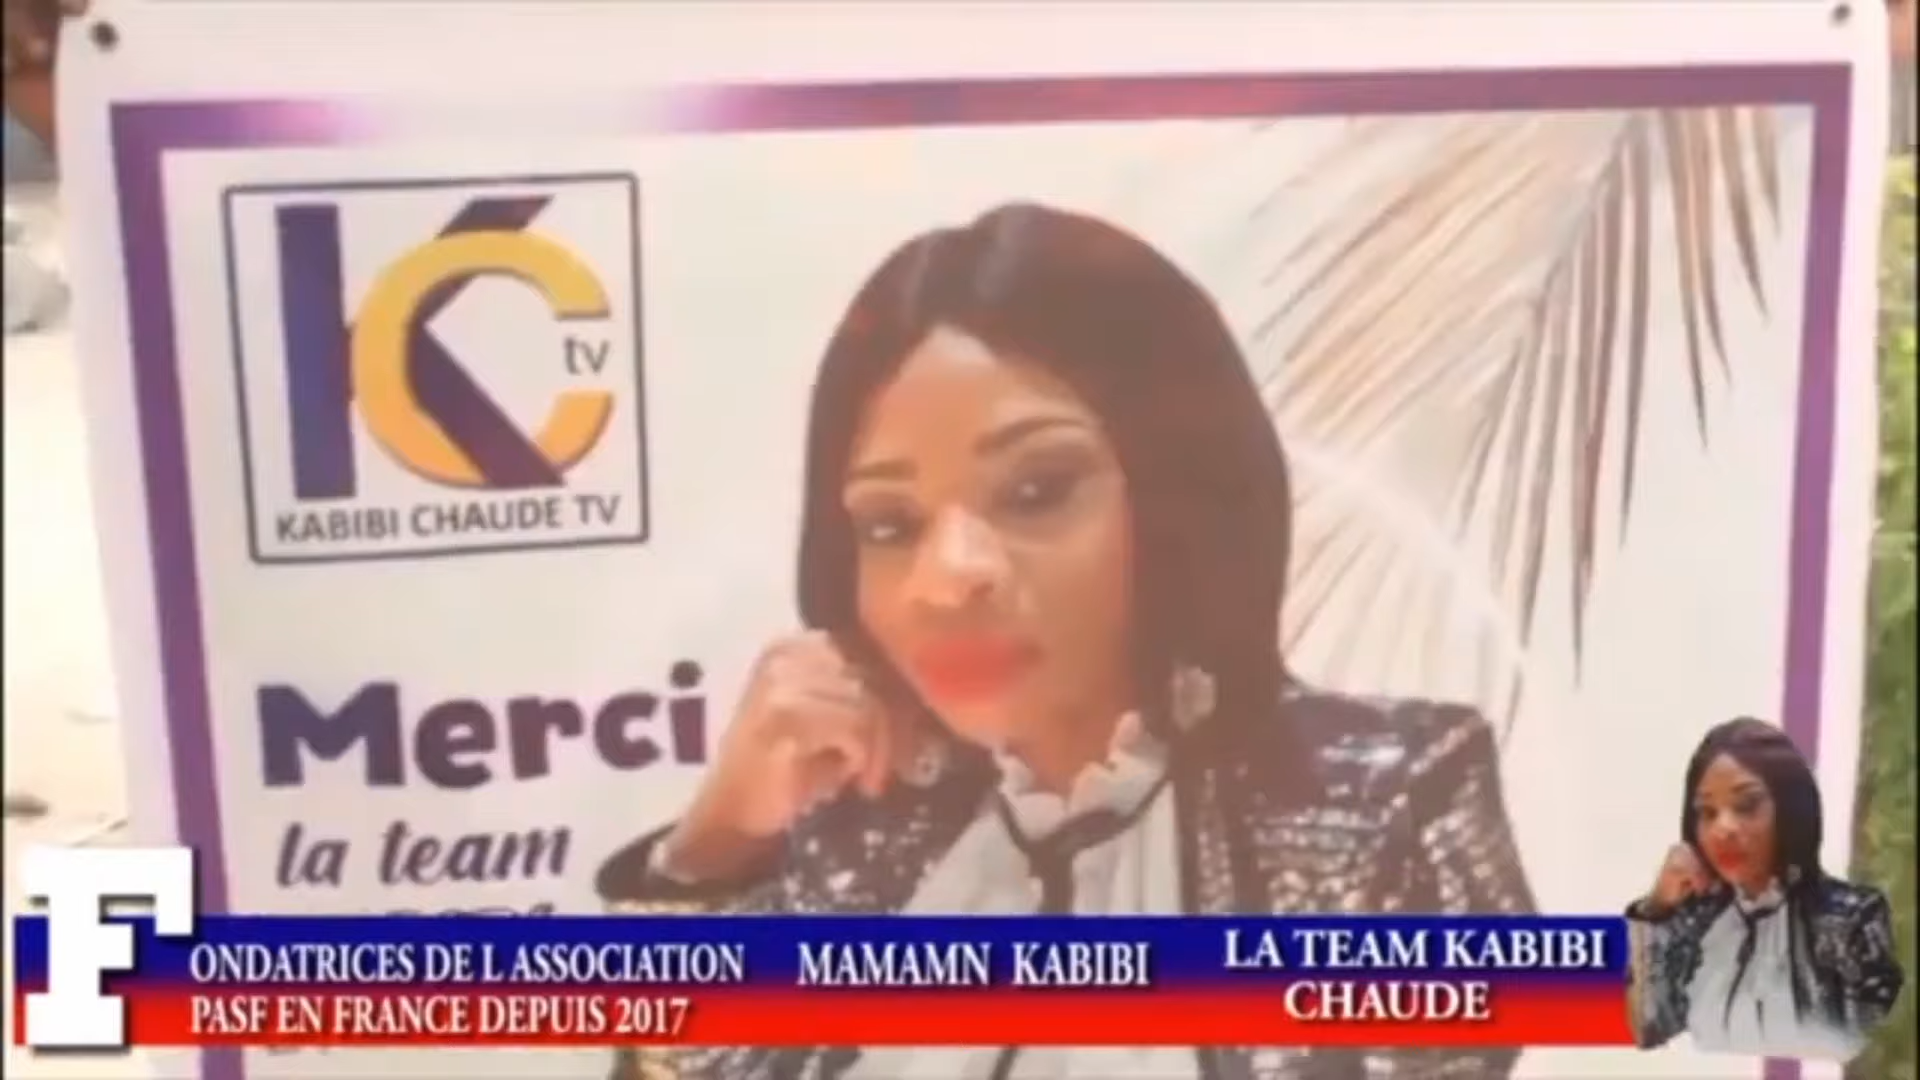 KC
tv
KABIBI CHAUDE TV
Merci
la team
FONDATRICES DE L ASSOCIATION
PASF EN FRANCE DEPUIS 2017
MAMAMN KABIBI
LA TEAM KABIBI
CHAUDE